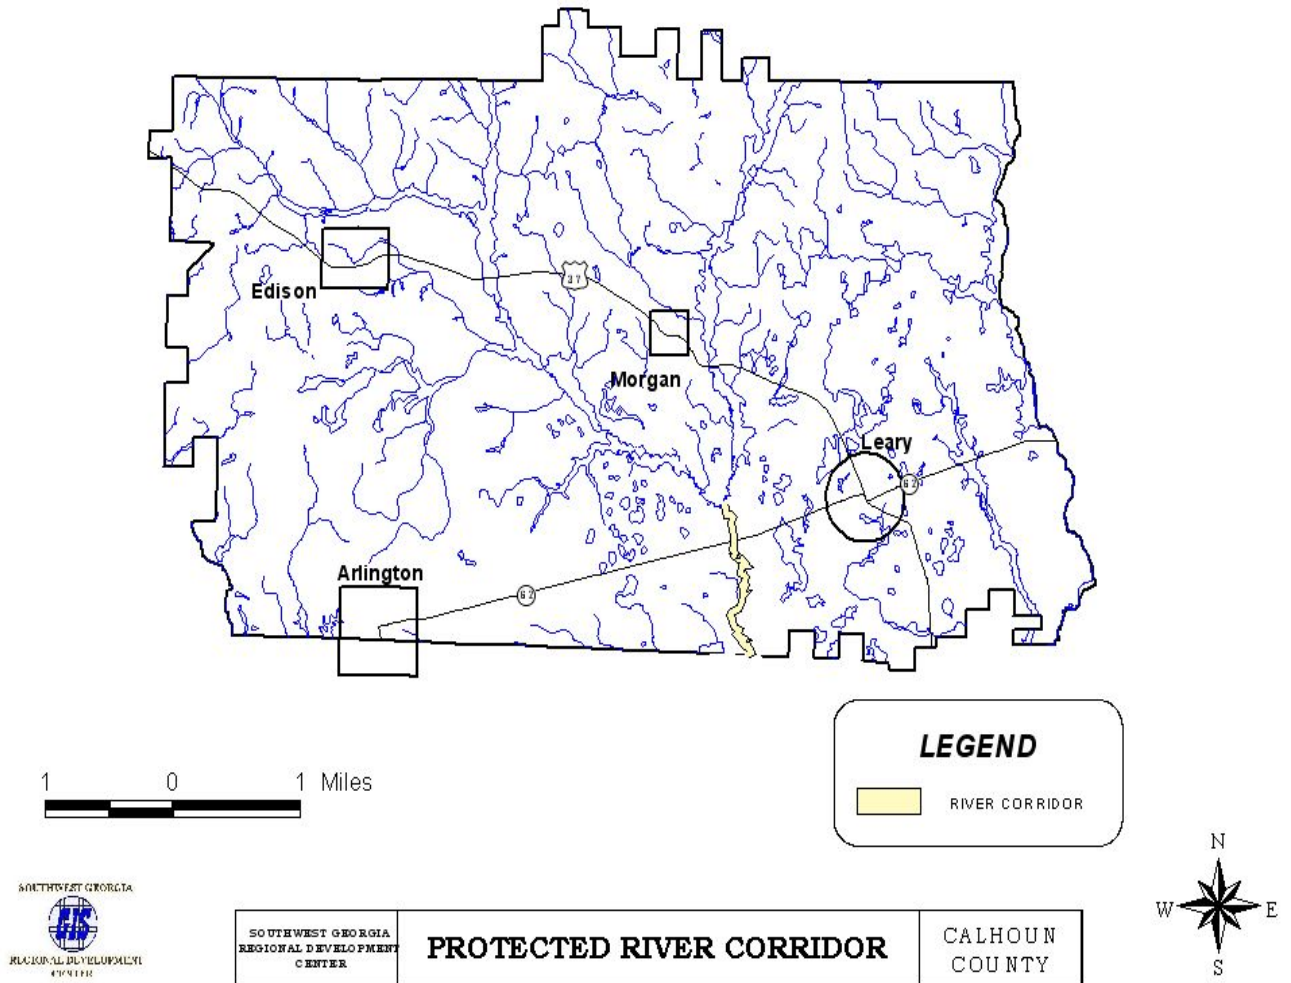 37
Edison
Morgan
Leary
62
Arlington
62
LEGEND
RIVER CORRIDOR
1 0 1 Miles
N
W E
S
SOUTHWEST GEORGIA
GIS
REGIONAL DEVELOPMENT
CENTER
SOUTHWEST GEORGIA
REGIONAL DEVELOPMENT
CENTER
PROTECTED RIVER CORRIDOR
CALHOUN
COUNTY